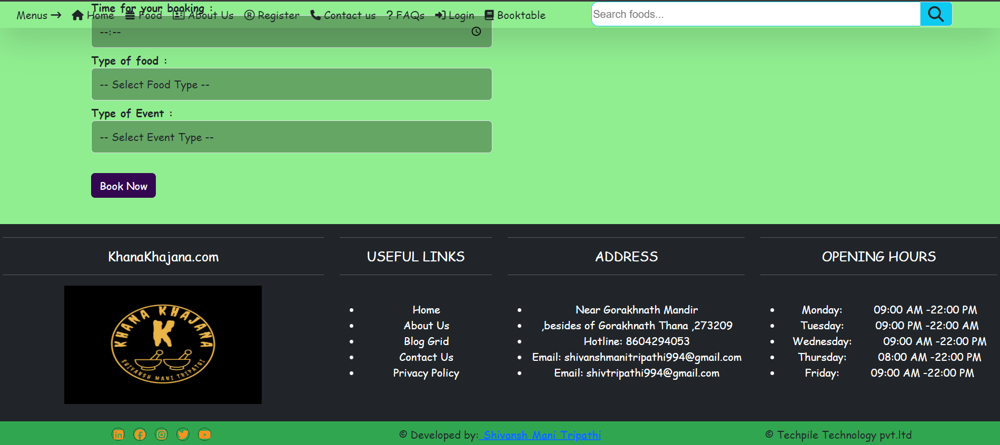 Time for your booking :
Menus → Home Food About Us Register Contact us ? FAQs Login Booktable Search foods...
--:--
Type of food :
-- Select Food Type --
Type of Event :
-- Select Event Type --
Book Now
KhanaKhajana.com
KHANA KHAJANA
K
SHIVANSH MANI TRIPATHI
USEFUL LINKS
Home
About Us
Blog Grid
Contact Us
Privacy Policy
ADDRESS
Near Gorakhnath Mandir
,besides of Gorakhnath Thana ,273209
Hotline: 8604294053
Email: shivanshmanitripathi994@gmail.com
Email: shivtripathi994@gmail.com
OPENING HOURS
Monday: 09:00 AM -22:00 PM
Tuesday: 09:00 PM -22:00 AM
Wednesday: 09:00 AM -22:00 PM
Thursday: 08:00 AM -22:00 PM
Friday: 09:00 AM -22:00 PM
© Developed by: Shivansh Mani Tripathi
© Techpile Technology pvt.ltd